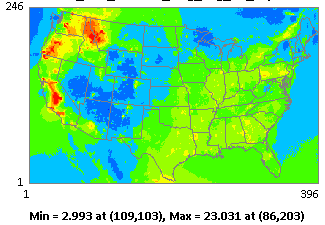 246
1
1
396
Min = 2.993 at (109,103), Max = 23.031 at (86,203)